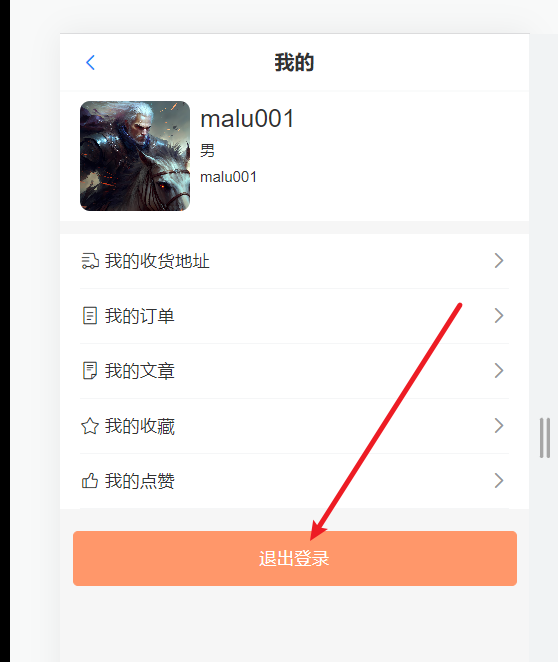 我的
malu001
男
malu001
我的收货地址
我的订单
我的文章
我的收藏
我的点赞
退出登录